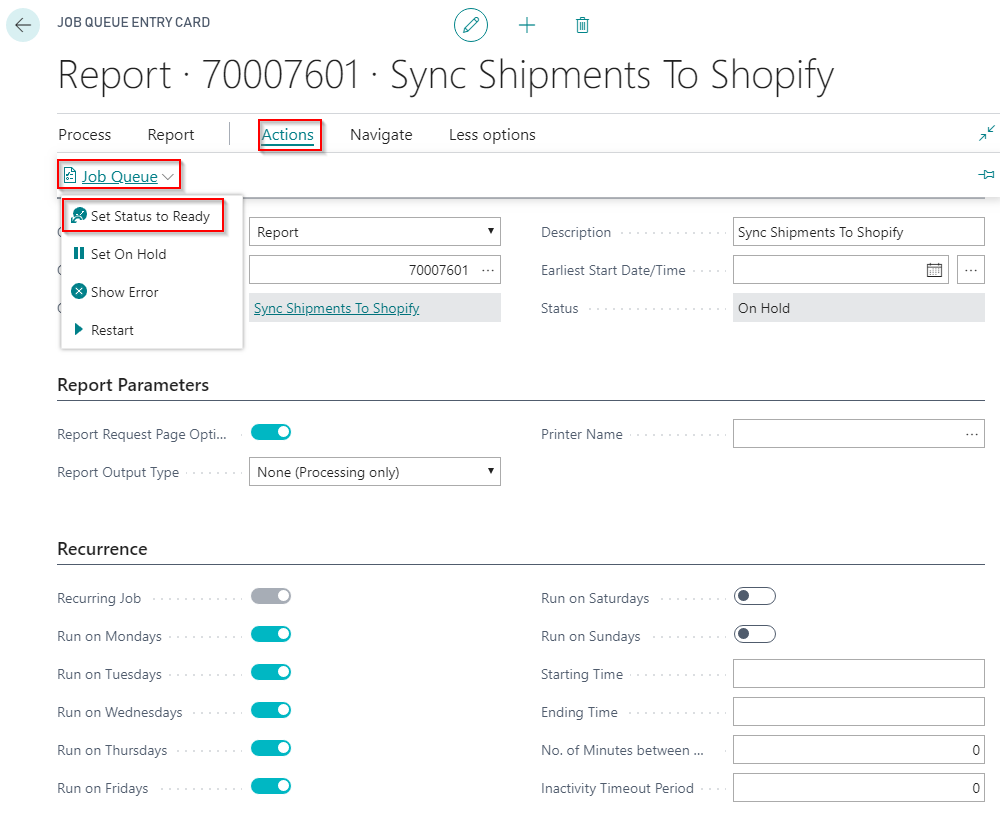 JOB QUEUE ENTRY CARD
Report · 70007601 · Sync Shipments To Shopify
Process Report Actions Navigate Less options
Job Queue
Set Status to Ready
Set On Hold
Show Error
Restart
Report
Description
Sync Shipments To Shopify
70007601 ...
Earliest Start Date/Time
...
Sync Shipments To Shopify
Status
On Hold
Report Parameters
Report Request Page Opti...
Printer Name
...
Report Output Type
None (Processing only)
Recurrence
Recurring Job
Run on Saturdays
Run on Mondays
Run on Sundays
Run on Tuesdays
Starting Time
Run on Wednesdays
Ending Time
Run on Thursdays
No. of Minutes between ...
0
Run on Fridays
Inactivity Timeout Period
0